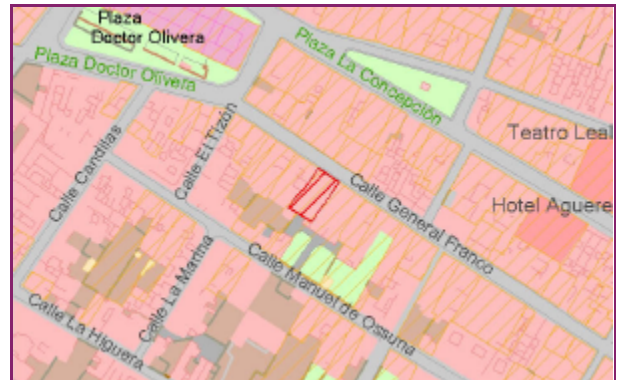 Plaza
Doctor Olivera
Plaza Doctor Olivera
Plaza La Concepción
Teatro Leal
Calle El Tizón
Calle Candilas
Calle General Franco
Hotel Aguere
Calle La Marina
Calle Manuel de Ossuna
Calle La Higuera